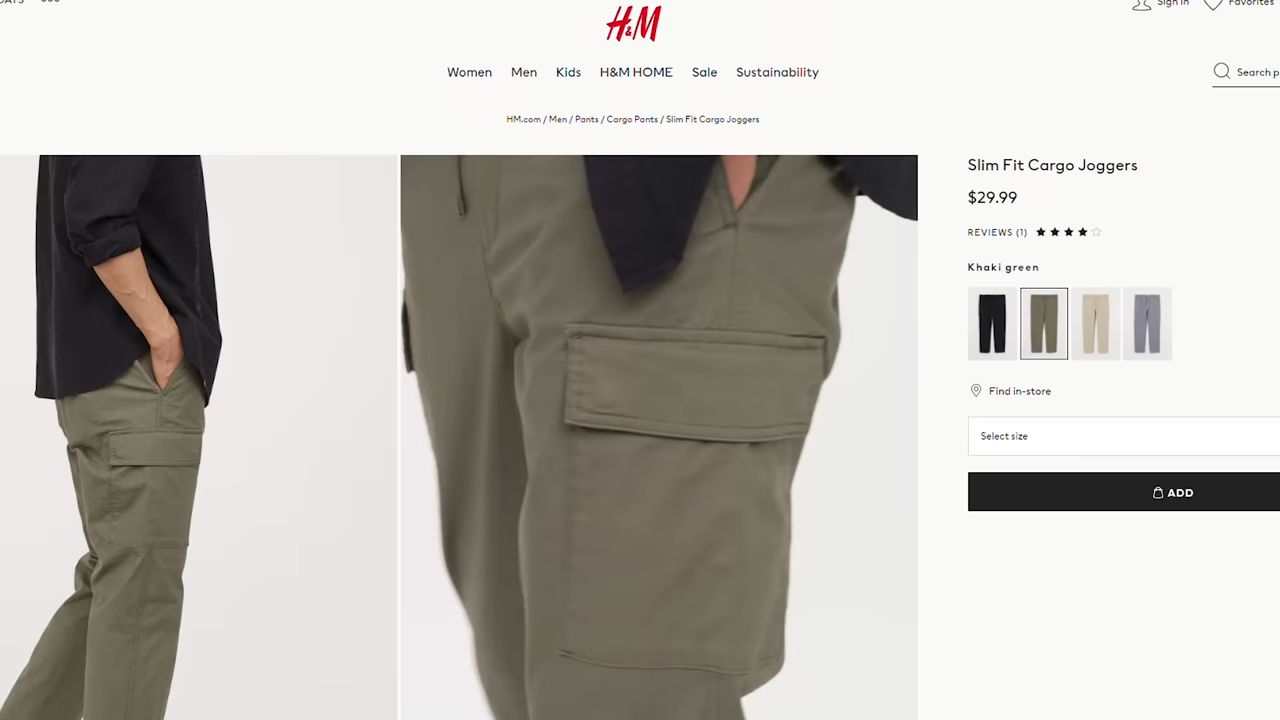 Sign in
Favorites
H&M
Women Men Kids H&M HOME Sale Sustainability
Search
HM.com / Men / Pants / Cargo Pants / Slim Fit Cargo Joggers
Slim Fit Cargo Joggers
$29.99
REVIEWS (1)
Khaki green
Find in-store
Select size
ADD